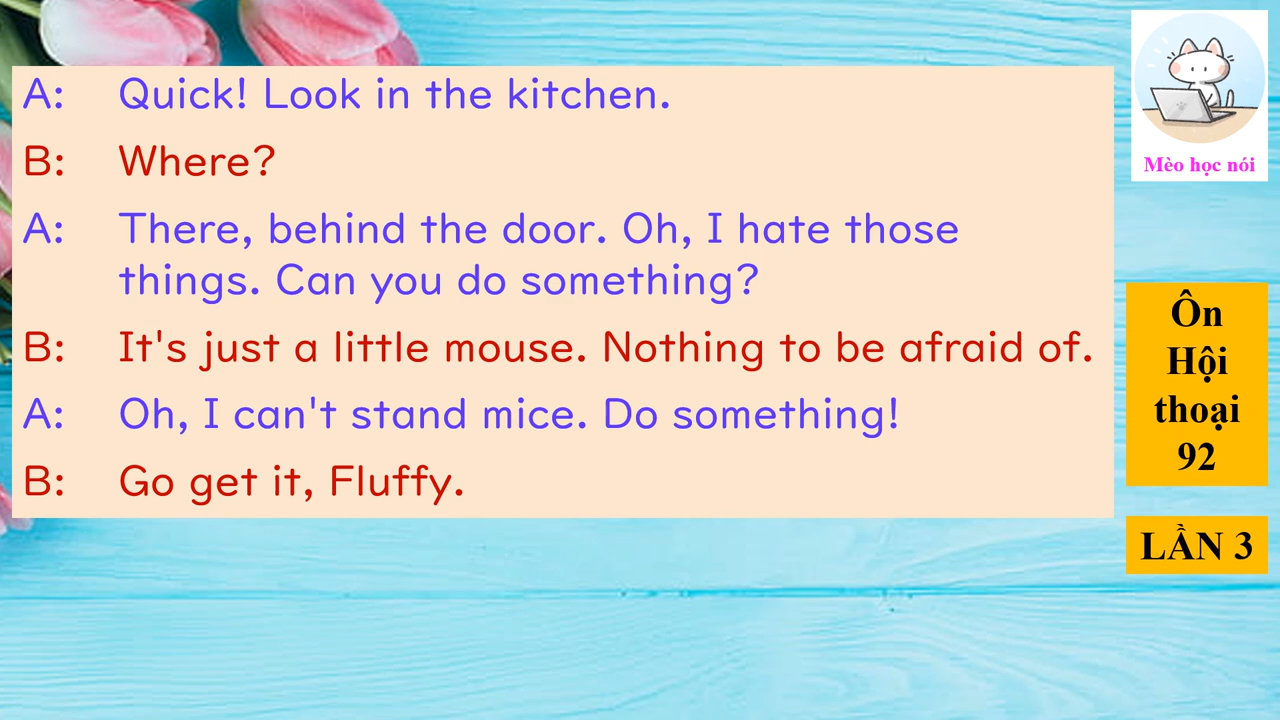 A: Quick! Look in the kitchen.
B: Where?
A: There, behind the door. Oh, I hate those
things. Can you do something?
B: It's just a little mouse. Nothing to be afraid of.
A: Oh, I can't stand mice. Do something!
B: Go get it, Fluffy.
Mèo học nói
Ôn
Hội
thoại
92
LẦN 3